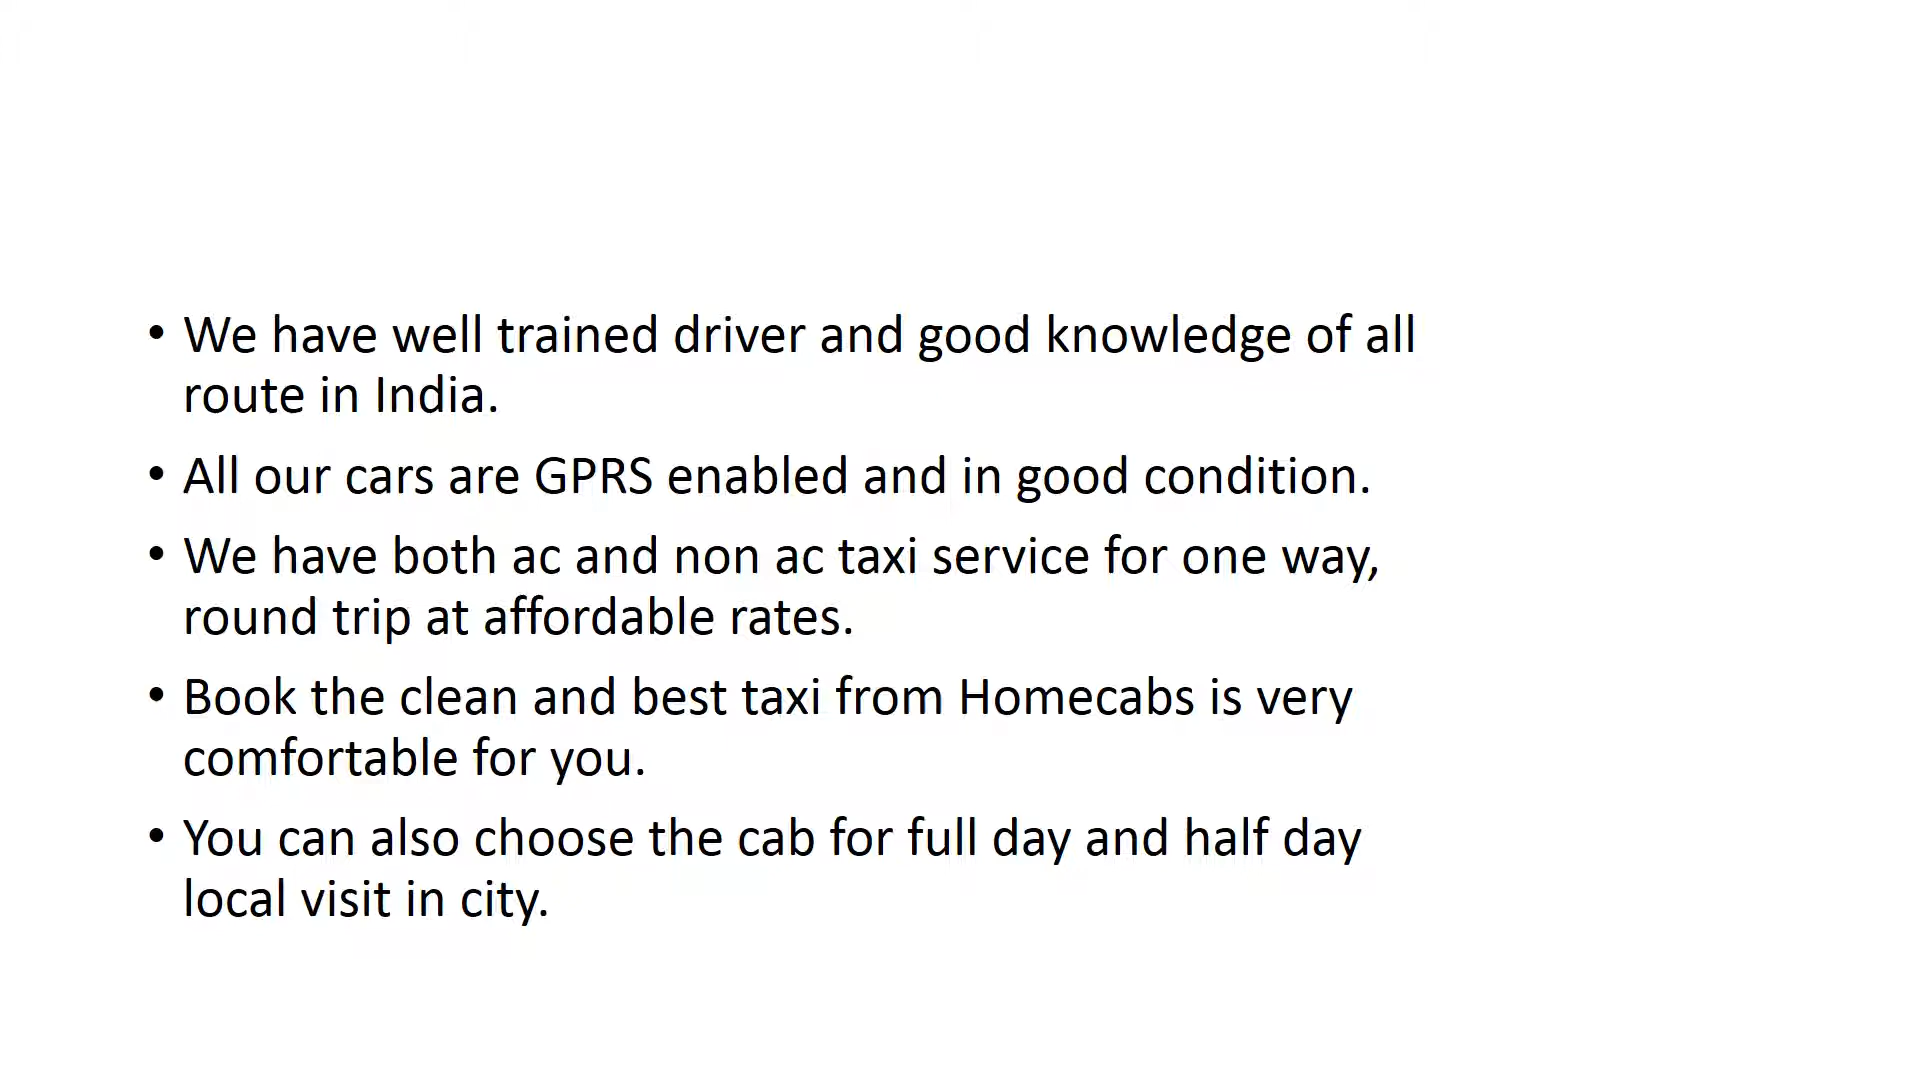 • We have well trained driver and good knowledge of all
route in India.
• All our cars are GPRS enabled and in good condition.
• We have both ac and non ac taxi service for one way,
round trip at affordable rates.
• Book the clean and best taxi from Homecabs is very
comfortable for you.
• You can also choose the cab for full day and half day
local visit in city.